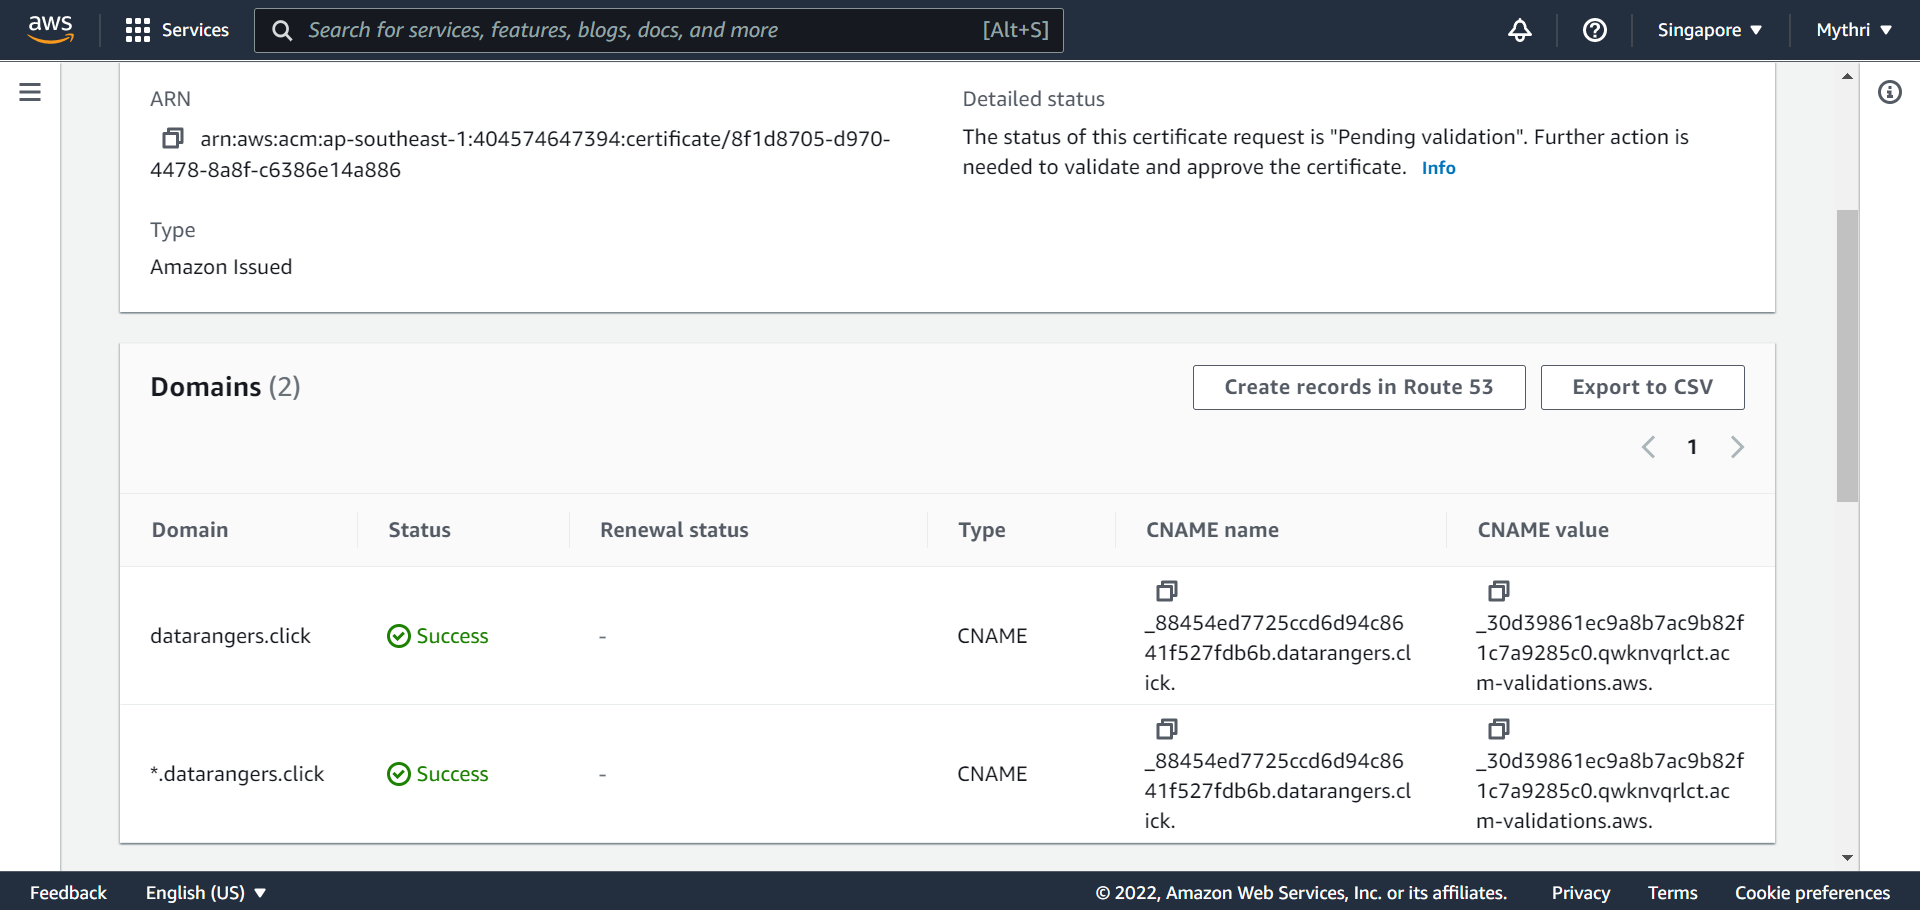 aws
Services
Search for services, features, blogs, docs, and more
[Alt+S]
Singapore
Mythri
ARN
arn:aws:acm:ap-southeast-1:404574647394:certificate/8f1d8705-d970-
4478-8a8f-c6386e14a886
Type
Amazon Issued
Detailed status
The status of this certificate request is "Pending validation". Further action is
needed to validate and approve the certificate. Info
Domains (2)
Create records in Route 53
Export to CSV
1
Domain Status Renewal status Type CNAME name CNAME value
datarangers.click
Success
-
CNAME
_88454ed7725ccd6d94c86
41f527fdb6b.datarangers.cl
ick.
_30d39861ec9a8b7ac9b82f
1c7a9285c0.qwknvqrlct.ac
m-validations.aws.
*.datarangers.click
Success
-
CNAME
_88454ed7725ccd6d94c86
41f527fdb6b.datarangers.cl
ick.
_30d39861ec9a8b7ac9b82f
1c7a9285c0.qwknvqrlct.ac
m-validations.aws.
Feedback
English (US)
© 2022, Amazon Web Services, Inc. or its affiliates.
Privacy
Terms
Cookie preferences